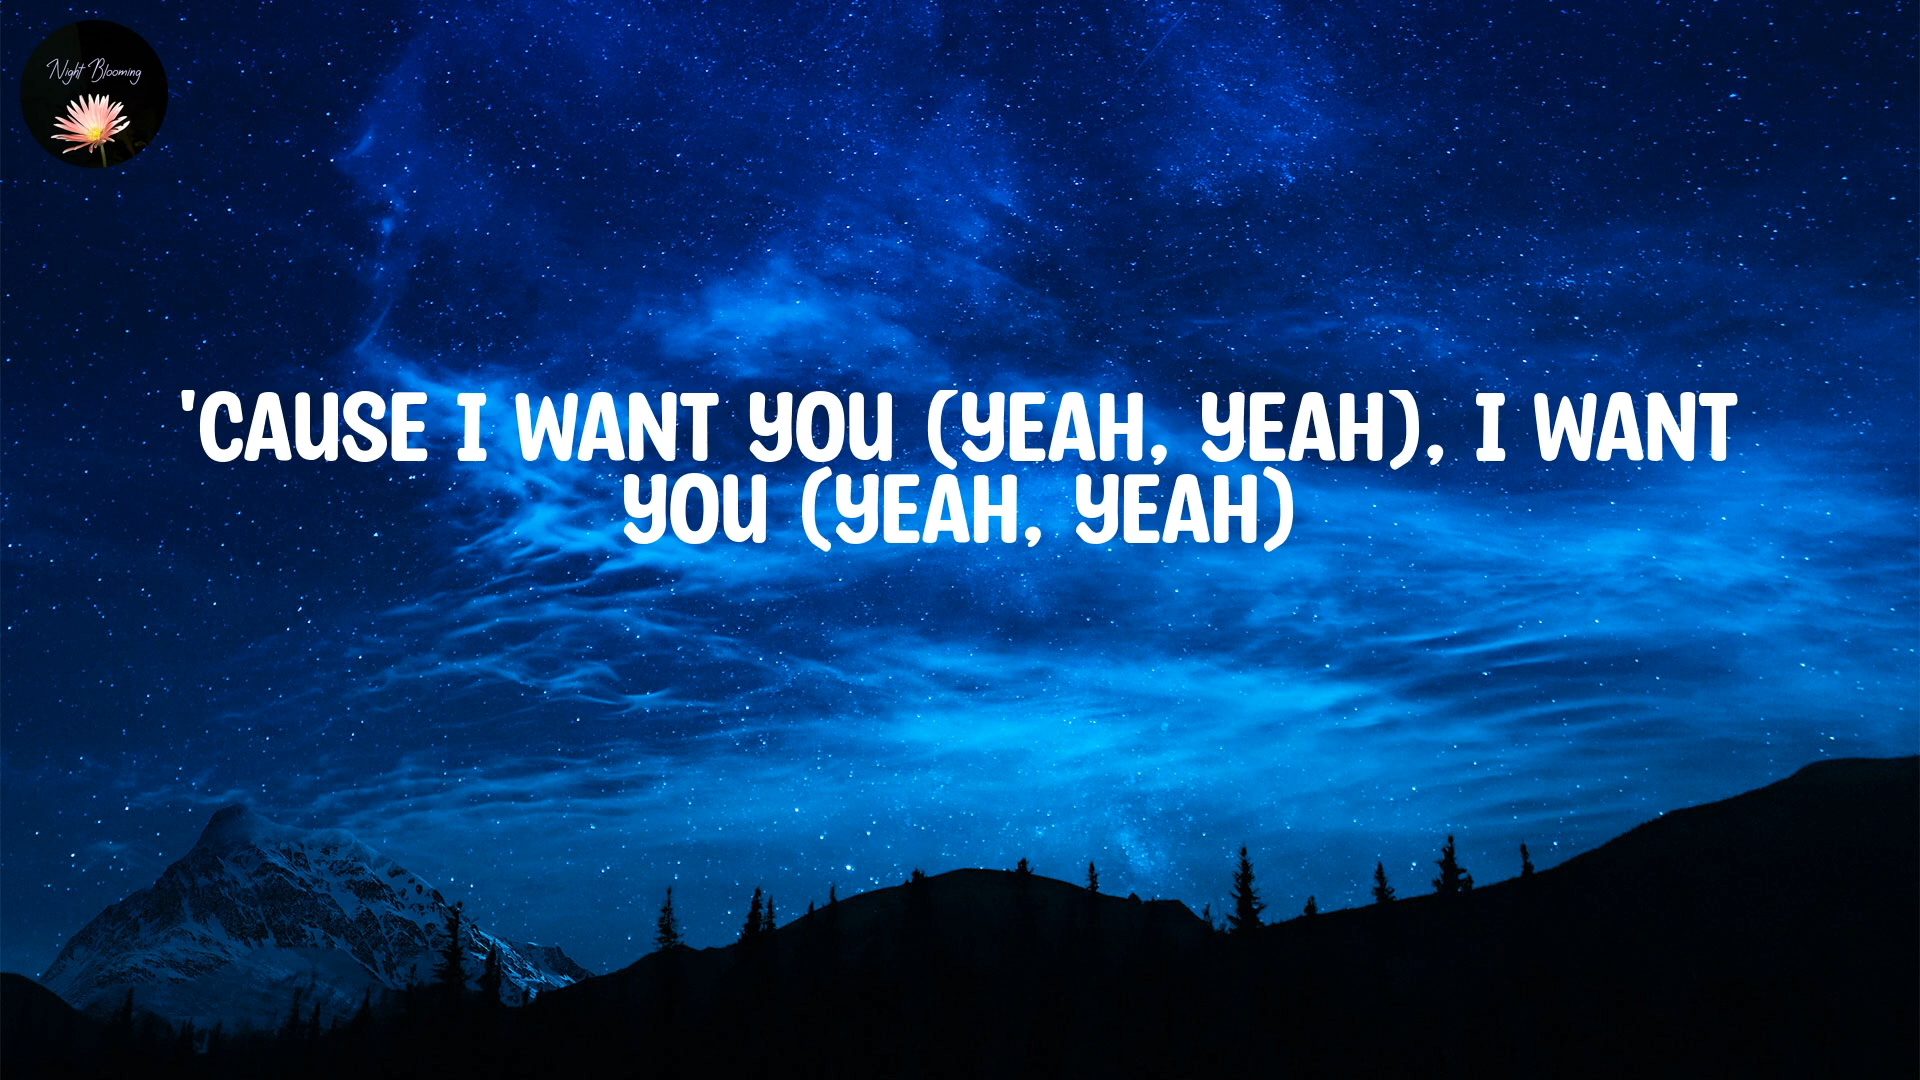 Night Blooming
'CAUSE I WANT YOU (YEAH, YEAH), I WANT
YOU (YEAH, YEAH)